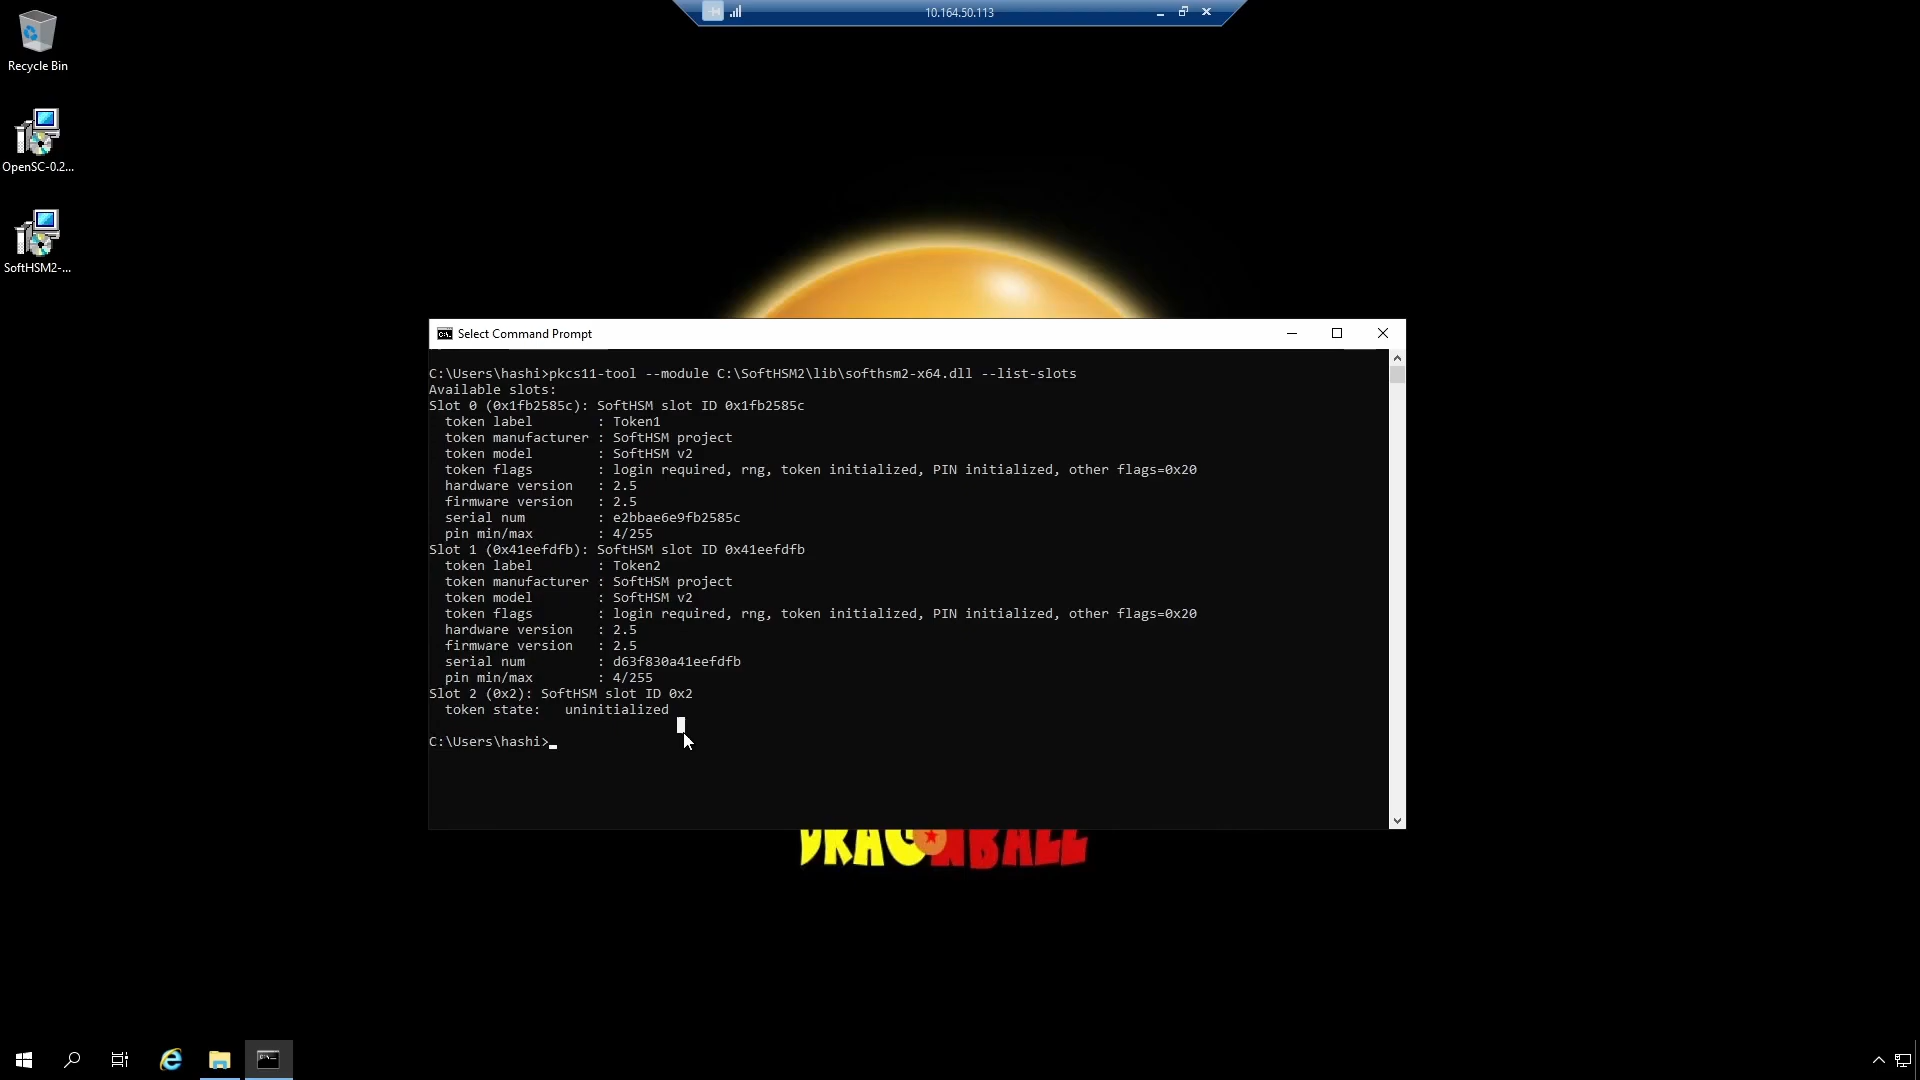 10.164.50.113
Recycle Bin
OpenSC-0.2...
SoftHSM2-...
Select Command Prompt
C:\Users\hashi>pkcs11-tool --module C:\SoftHSM2\lib\softhsm2-x64.dll --list-slots
Available slots:
Slot 0 (0x1fb2585c): SoftHSM slot ID 0x1fb2585c
token label : Token1
token manufacturer : SoftHSM project
token model : SoftHSM v2
token flags : login required, rng, token initialized, PIN initialized, other flags=0x20
hardware version : 2.5
firmware version : 2.5
serial num : e2bbae6e9fb2585c
pin min/max : 4/255
Slot 1 (0x41eefdfb): SoftHSM slot ID 0x41eefdfb
token label : Token2
token manufacturer : SoftHSM project
token model : SoftHSM v2
token flags : login required, rng, token initialized, PIN initialized, other flags=0x20
hardware version : 2.5
firmware version : 2.5
serial num : d63f830a41eefdfb
pin min/max : 4/255
Slot 2 (0x2): SoftHSM slot ID 0x2
token state: uninitialized
C:\Users\hashi>
DRAGONBALL